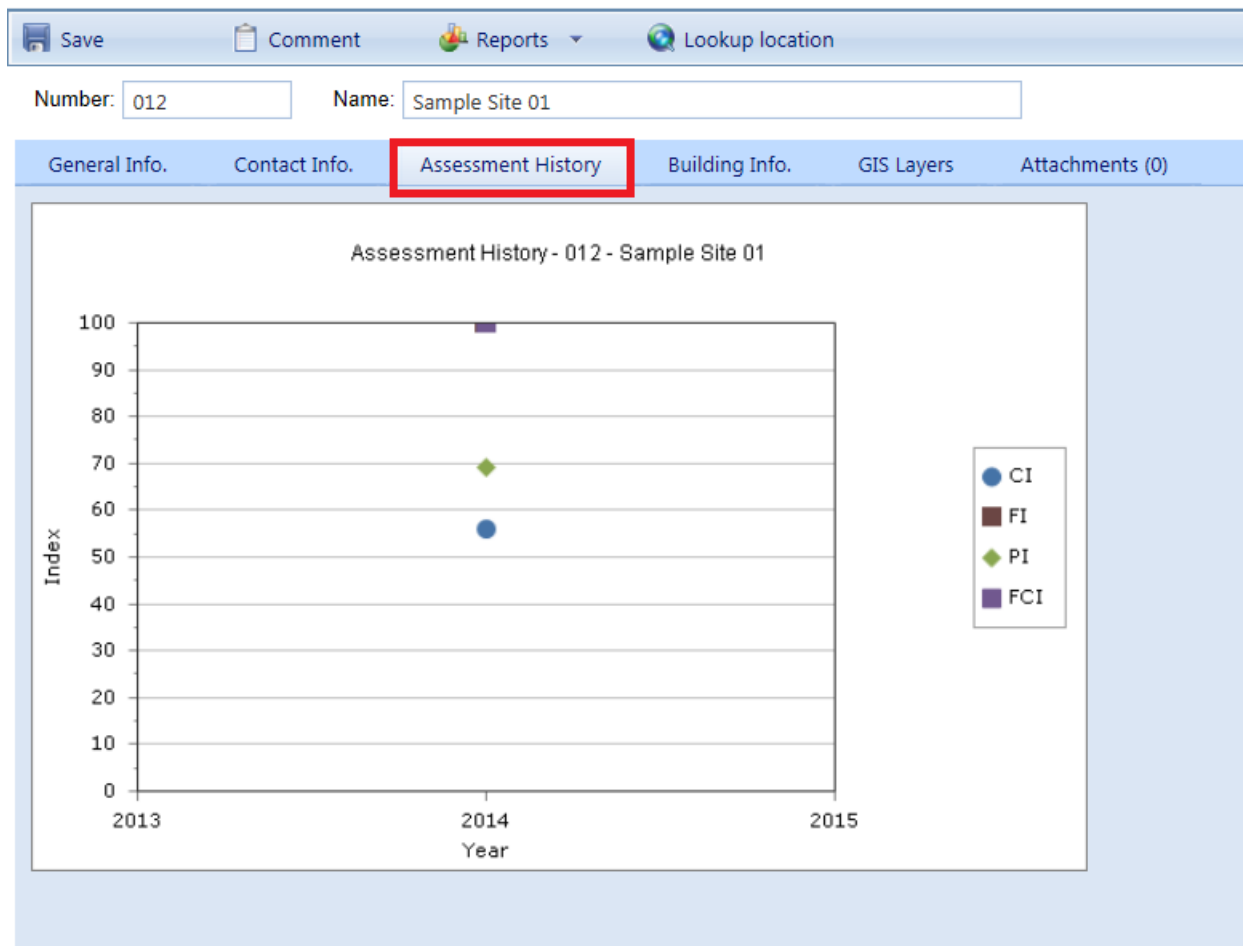 Save Comment Reports Lookup location
Number: 012 Name: Sample Site 01
General Info. Contact Info. Assessment History Building Info. GIS Layers Attachments (0)
Assessment History - 012 - Sample Site 01
100
90
80
70
60
50
40
30
20
10
0
Index
2013 2014 2015
Year
CI
FI
PI
FCI